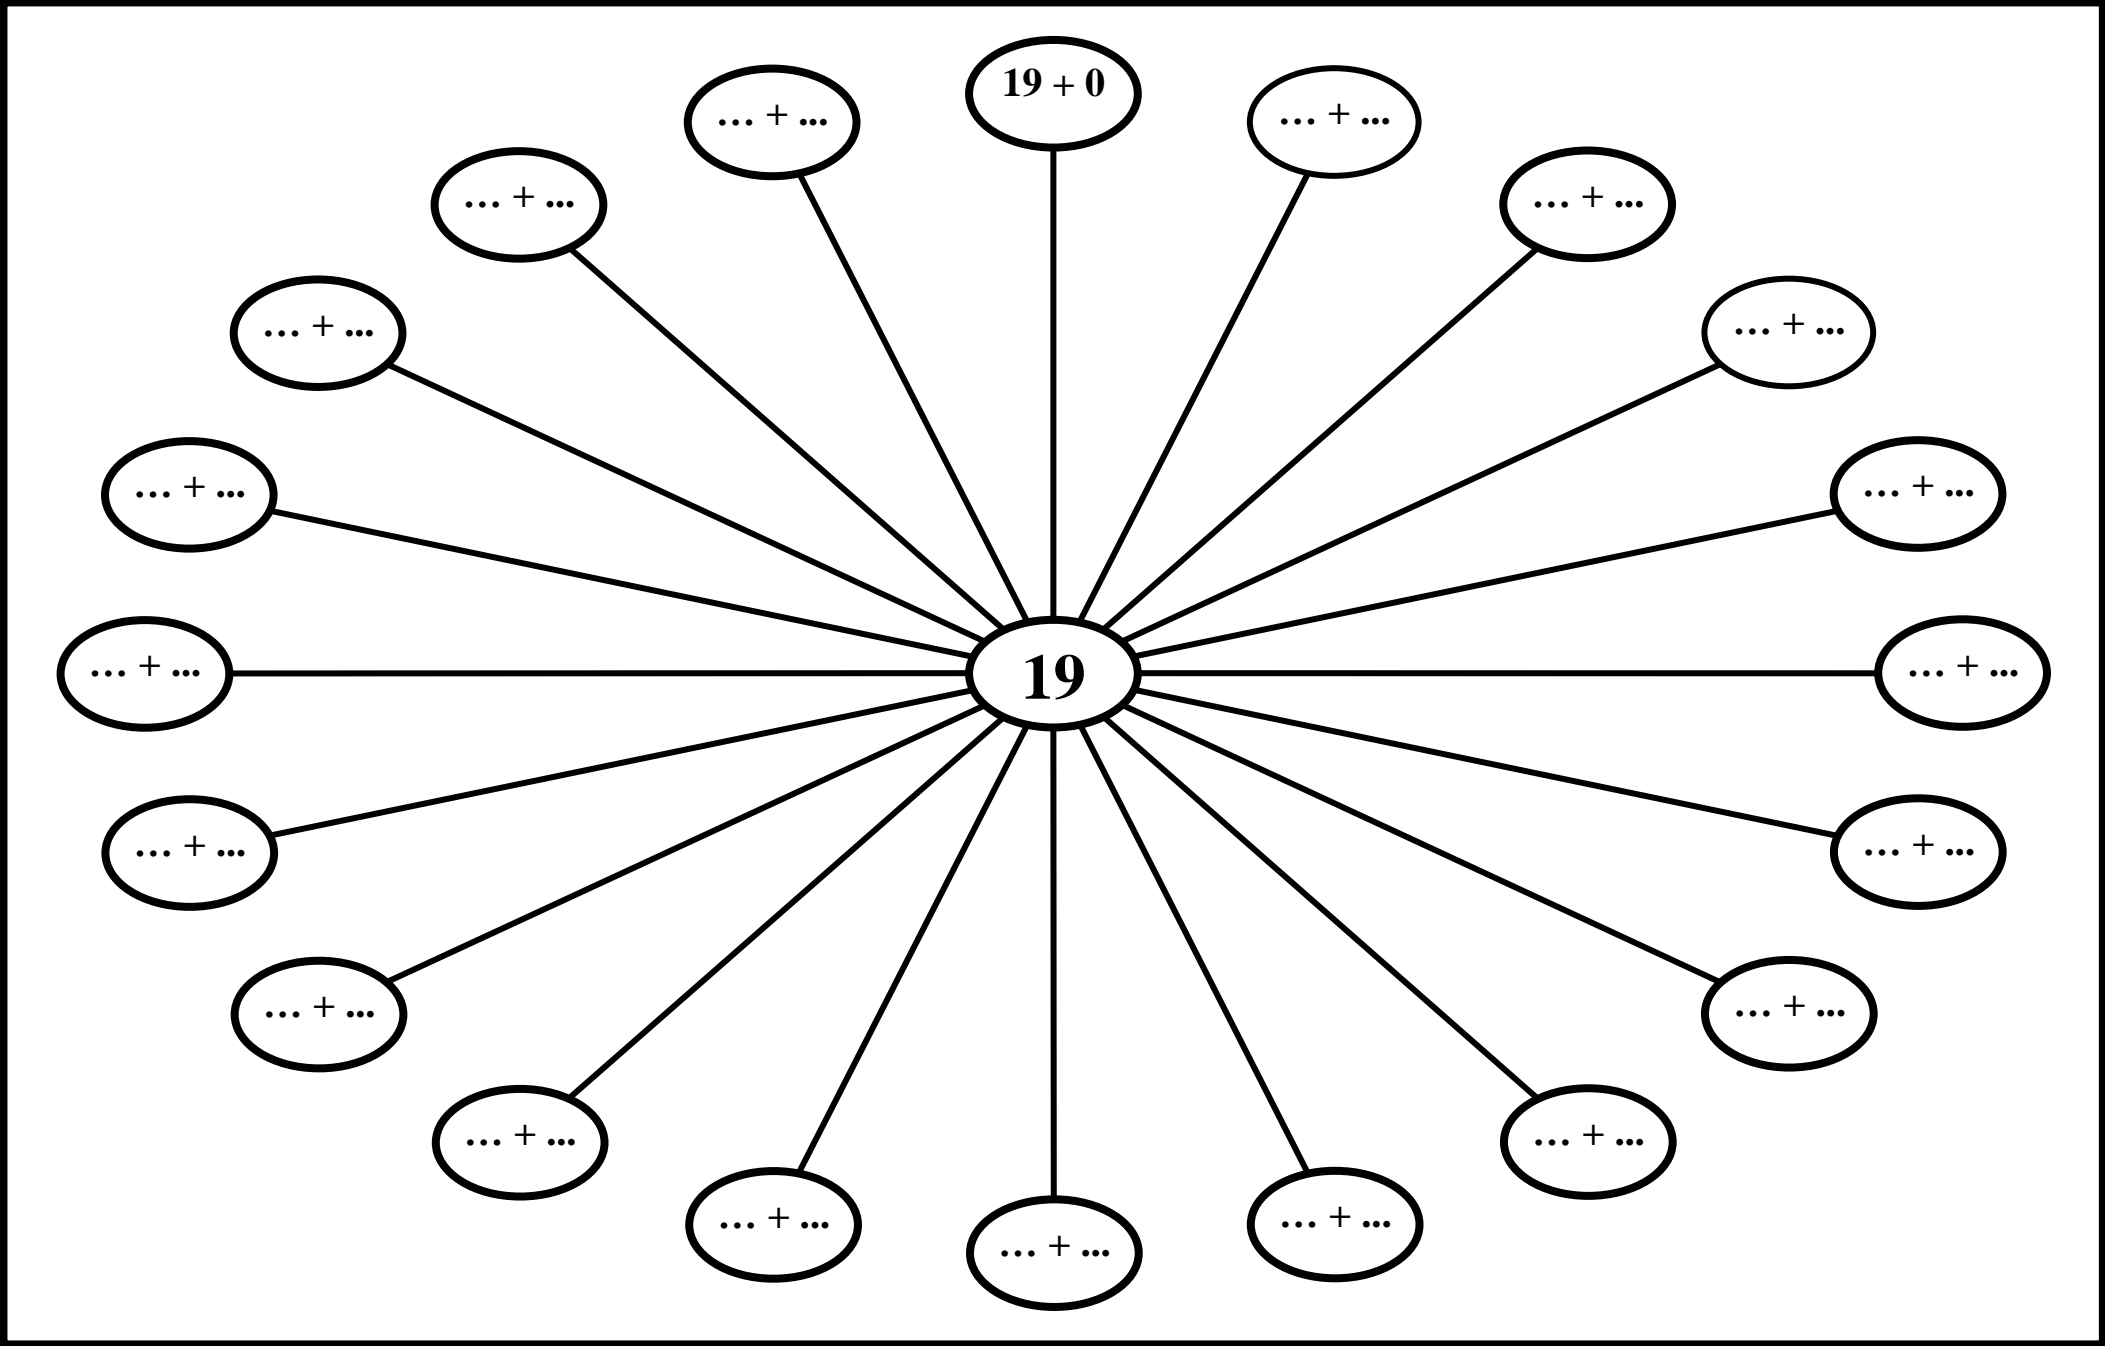 19 + 0
… + ...
… + ...
… + ...
… + ...
… + ...
… + ...
… + ...
… + ...
… + ...
… + ...
19
… + ...
… + ...
… + ...
… + ...
… + ...
… + ...
… + ...
… + ...
… + ...